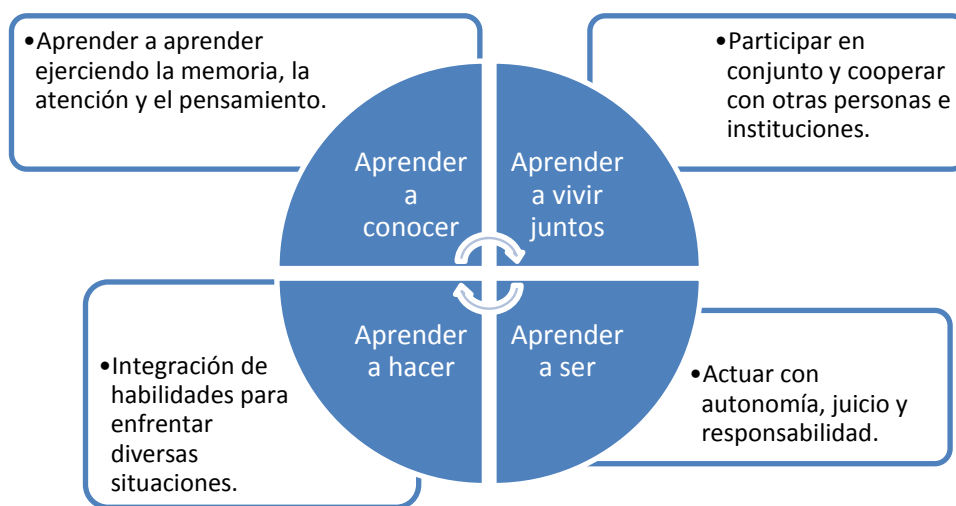 •Aprender a aprender
ejerciendo la memoria, la
atención y el pensamiento.
•Participar en
conjunto y cooperar
con otras personas e
instituciones.
Aprender
a
conocer
Aprender
a vivir
juntos
Aprender
a hacer
Aprender
a ser
•Integración de
habilidades para
enfrentar
diversas
situaciones.
•Actuar con
autonomía, juicio y
responsabilidad.